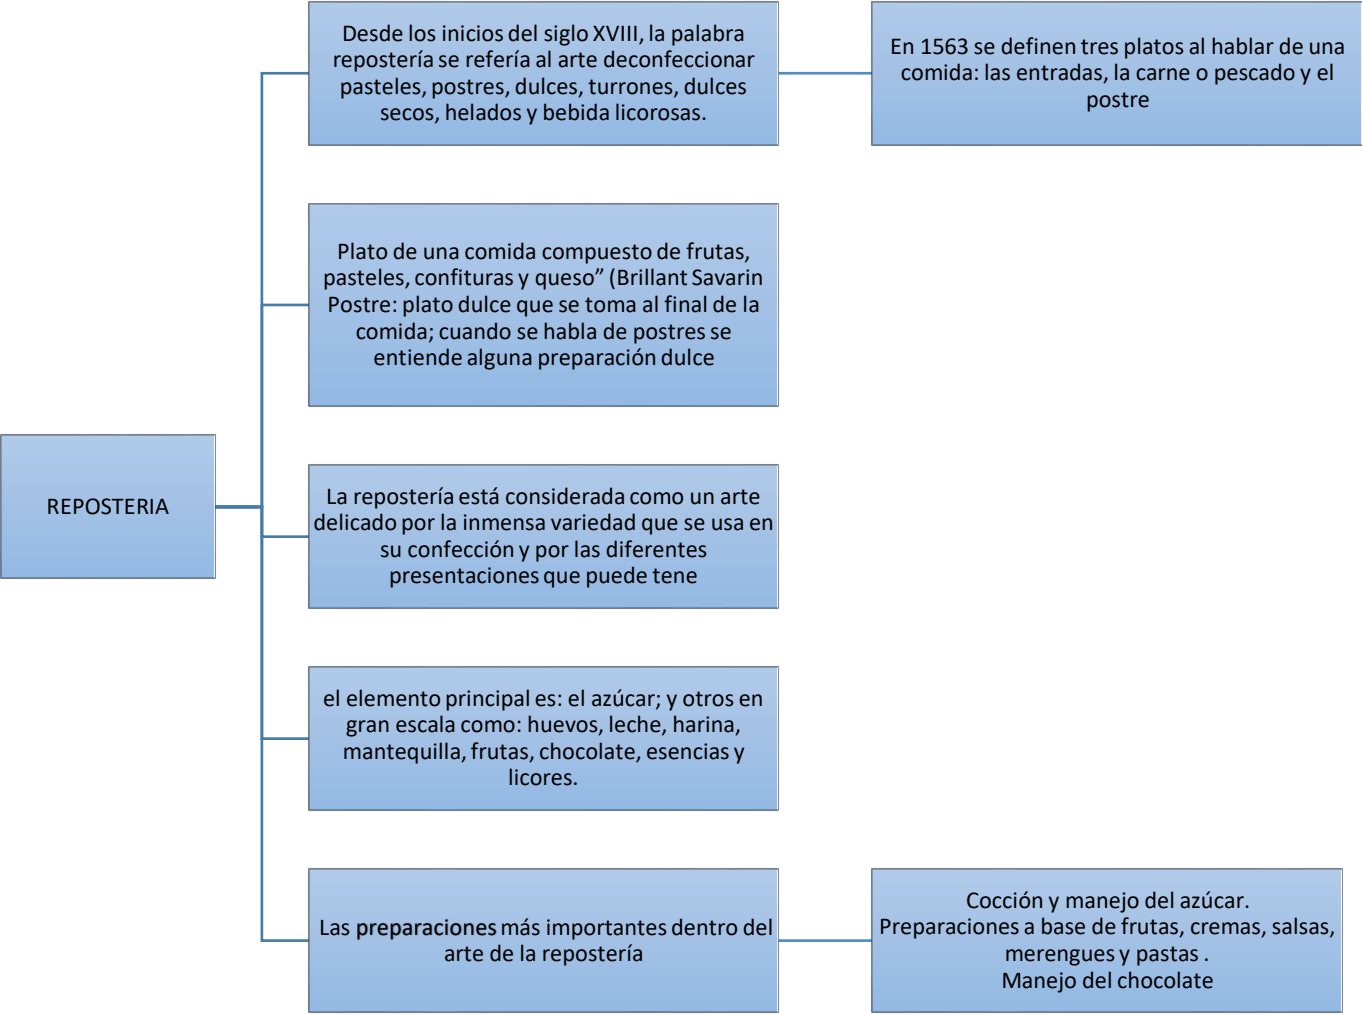 Desde los inicios del siglo XVIII, la palabra
repostería se refería al arte deconfeccionar
pasteles, postres, dulces, turrones, dulces
secos, helados y bebida licorosas.
En 1563 se definen tres platos al hablar de una
comida: las entradas, la carne o pescado y el
postre
Plato de una comida compuesto de frutas,
pasteles, confituras y queso” (Brillant Savarin
Postre: plato dulce que se toma al final de la
comida; cuando se habla de postres se
entiende alguna preparación dulce
REPOSTERIA
La repostería está considerada como un arte
delicado por la inmensa variedad que se usa en
su confección y por las diferentes
presentaciones que puede tene
el elemento principal es: el azúcar; y otros en
gran escala como: huevos, leche, harina,
mantequilla, frutas, chocolate, esencias y
licores.
Las preparaciones más importantes dentro del
arte de la repostería
Cocción y manejo del azúcar.
Preparaciones a base de frutas, cremas, salsas,
merengues y pastas .
Manejo del chocolate